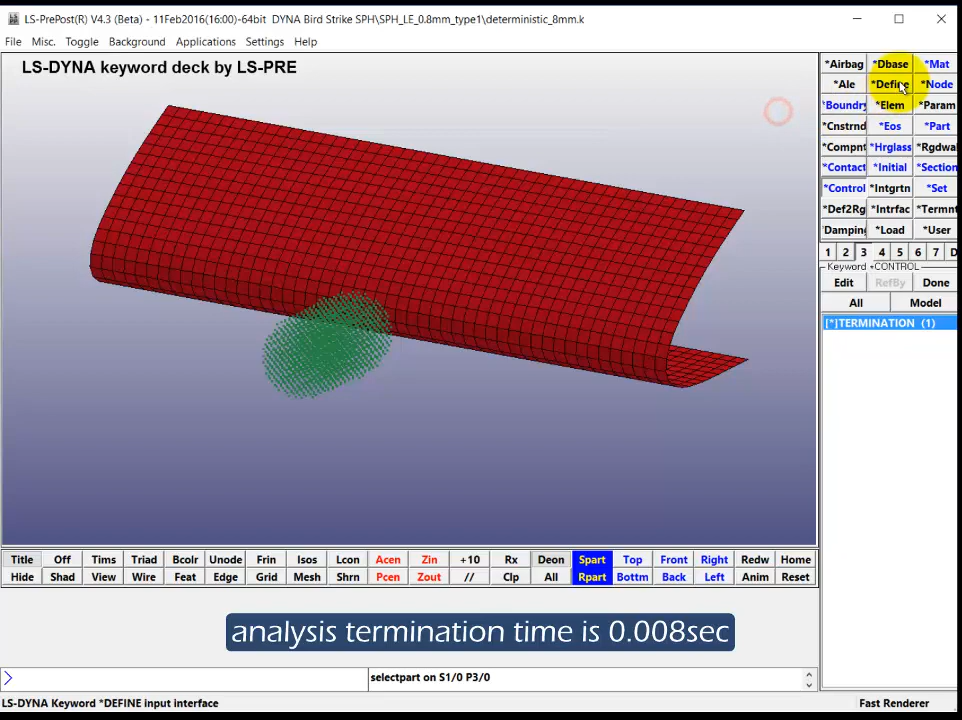 LS-PrePost(R) V4.3 (Beta) - 11Feb2016(16:00)-64bit DYNA Bird Strike SPH\SPH_LE_0.8mm_type1\deterministic_8mm.k
File Misc. Toggle Background Applications Settings Help
LS-DYNA keyword deck by LS-PRE
*Airbag *Dbase *Mat
*Ale *Define *Node
*Boundry *Elem *Param
*Cnstrnd *Eos *Part
*Compnt *Hrglass *Rgdwal
*Contact *Initial *Section
*Control *Intgrtn *Set
*Def2Rg *Intrfac *Termnt
*Damping *Load *User
1 2 3 4 5 6 7 D
Keyword *CONTROL
Edit RefBy Done
All Model
[*]TERMINATION (1)
Title Off Tims Triad Bcolr Unode Frin Isos Lcon Acen Zin +10 Rx Deon Spart Top Front Right Redw Home
Hide Shad View Wire Feat Edge Grid Mesh Shrn Pcen Zout // Clp All Rpart Bottm Back Left Anim Reset
analysis termination time is 0.008sec
> selectpart on S1/0 P3/0
LS-DYNA Keyword *DEFINE input interface Fast Renderer